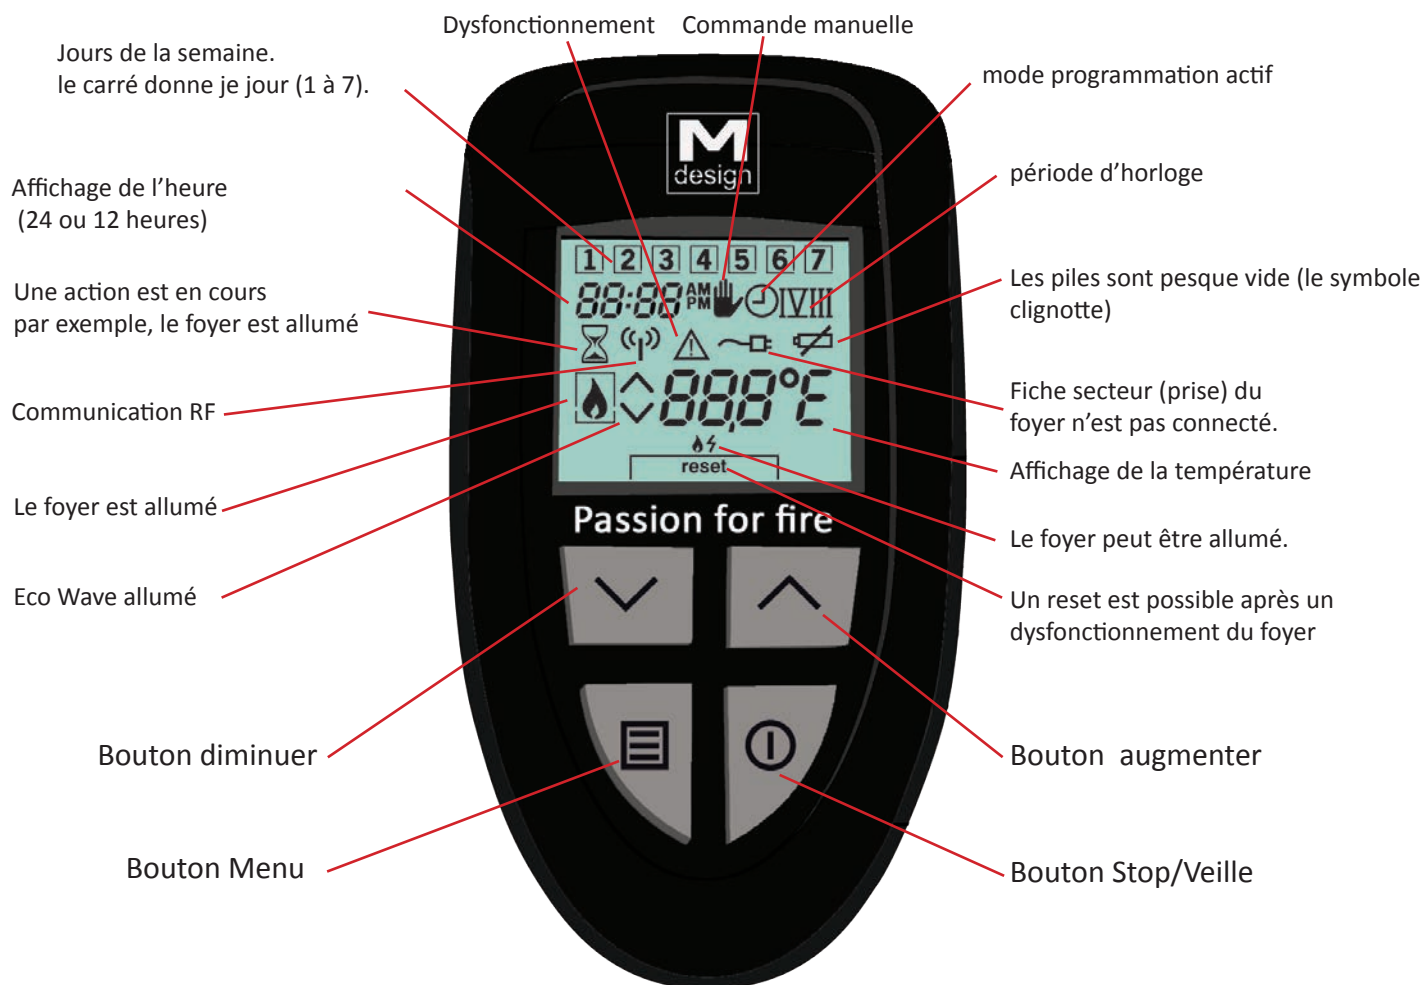 Dysfonctionnement
Commande manuelle
Jours de la semaine.
le carré donne je jour (1 à 7).
mode programmation actif
Affichage de l'heure
(24 ou 12 heures)
période d'horloge
Une action est en cours
par exemple, le foyer est allumé
Les piles sont pesque vide (le symbole
clignotte)
Communication RF
Fiche secteur (prise) du
foyer n'est pas connecté.
Affichage de la température
Le foyer est allumé
Le foyer peut être allumé.
Eco Wave allumé
Un reset est possible après un
dysfonctionnement du foyer
Bouton diminuer
Bouton augmenter
Bouton Menu
Bouton Stop/Veille
M
design
1 2 3 4 5 6 7
88:88 AM
PM
IVIII
88,8°E
reset
Passion for fire